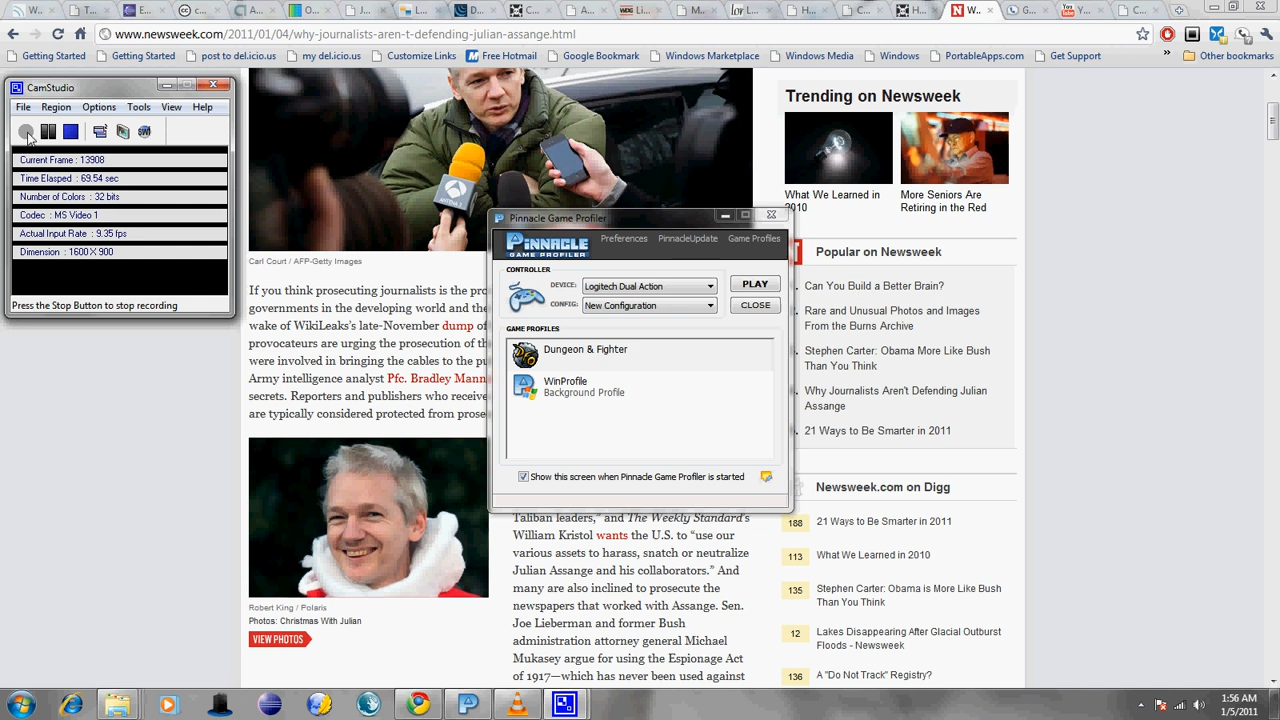 www.newsweek.com/2011/01/04/why-journalists-aren-t-defending-julian-assange.html
Getting Started
Getting Started
post to del.icio.us
my del.icio.us
Customize Links
Free Hotmail
Google Bookmark
Windows Marketplace
Windows Media
Windows
PortableApps.com
Get Support
»
Other bookmarks
CamStudio
File Region Options Tools View Help
Current Frame : 13908
Time Elasped : 69.54 sec
Number of Colors : 32 bits
Codec : MS Video 1
Actual Input Rate : 9.35 fps
Dimension : 1600 X 900
Press the Stop Button to stop recording
ANTENA 3
Carl Court / AFP-Getty Images
If you think prosecuting journalists is the pro
governments in the developing world and the
wake of WikiLeaks's late-November dump of
provocateurs are urging the prosecution of th
were involved in bringing the cables to the pu
Army intelligence analyst Pfc. Bradley Mann
secrets. Reporters and publishers who receive
are typically considered protected from prose
Robert King / Polaris
Photos: Christmas With Julian
VIEW PHOTOS
Taliban leaders,” and The Weekly Standard's
William Kristol wants the U.S. to “use our
various assets to harass, snatch or neutralize
Julian Assange and his collaborators.” And
many are also inclined to prosecute the
newspapers that worked with Assange. Sen.
Joe Lieberman and former Bush
administration attorney general Michael
Mukasey argue for using the Espionage Act
of 1917—which has never been used against
Pinnacle Game Profiler
PINNACLE
GAME PROFILER
Preferences PinnacleUpdate Game Profiles
CONTROLLER
DEVICE: Logitech Dual Action
PLAY
CONFIG: New Configuration
CLOSE
GAME PROFILES
Dungeon & Fighter
WinProfile
Background Profile
Show this screen when Pinnacle Game Profiler is started
Trending on Newsweek
What We Learned in
2010
More Seniors Are
Retiring in the Red
Popular on Newsweek
Can You Build a Better Brain?
Rare and Unusual Photos and Images
From the Burns Archive
Stephen Carter: Obama More Like Bush
Than You Think
Why Journalists Aren't Defending Julian
Assange
21 Ways to Be Smarter in 2011
Newsweek.com on Digg
188 21 Ways to Be Smarter in 2011
113 What We Learned in 2010
135 Stephen Carter: Obama is More Like Bush
Than You Think
12 Lakes Disappearing After Glacial Outburst
Floods - Newsweek
136 A "Do Not Track" Registry?
1:56 AM
1/5/2011